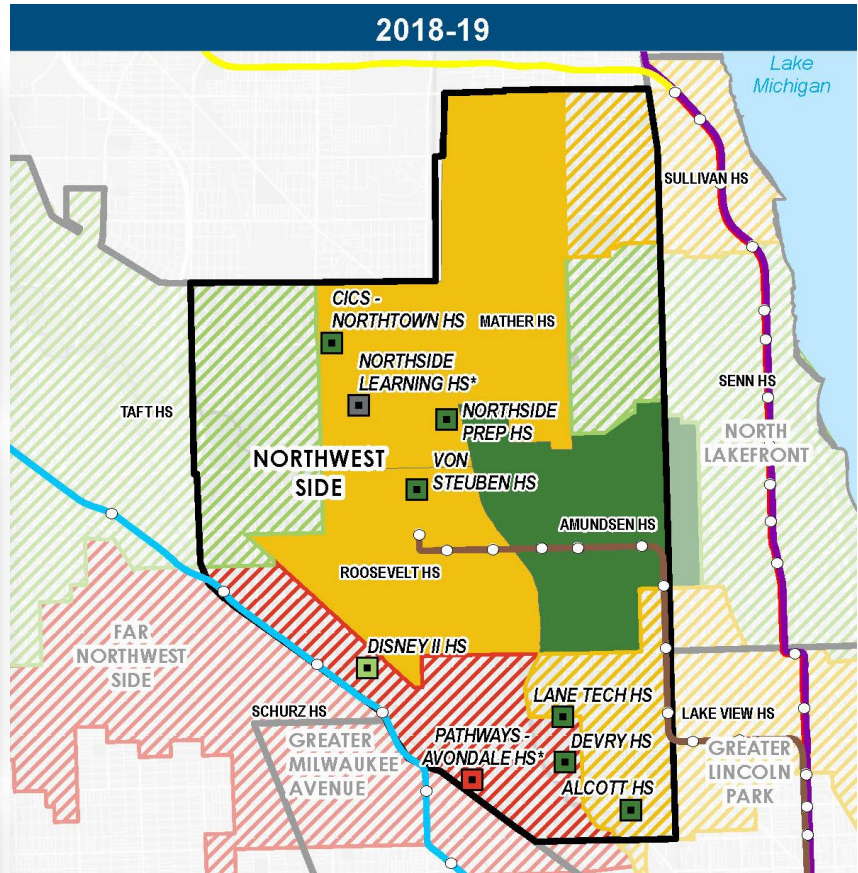 2018-19
Lake
Michigan
SULLIVAN HS
CICS -
NORTHTOWN HS
MATHER HS
NORTHSIDE
LEARNING HS*
SENN HS
TAFT HS
NORTHSIDE
PREP HS
NORTH
LAKEFRONT
NORTHWEST
SIDE
VON
STEUBEN HS
AMUNDSEN HS
ROOSEVELT HS
FAR
NORTHWEST
SIDE
DISNEY II HS
LANE TECH HS
SCHURZ HS
LAKE VIEW HS
GREATER
MILWAUKEE
AVENUE
PATHWAYS -
AVONDALE HS*
DEVRY HS
GREATER
LINCOLN
PARK
ALCOTT HS